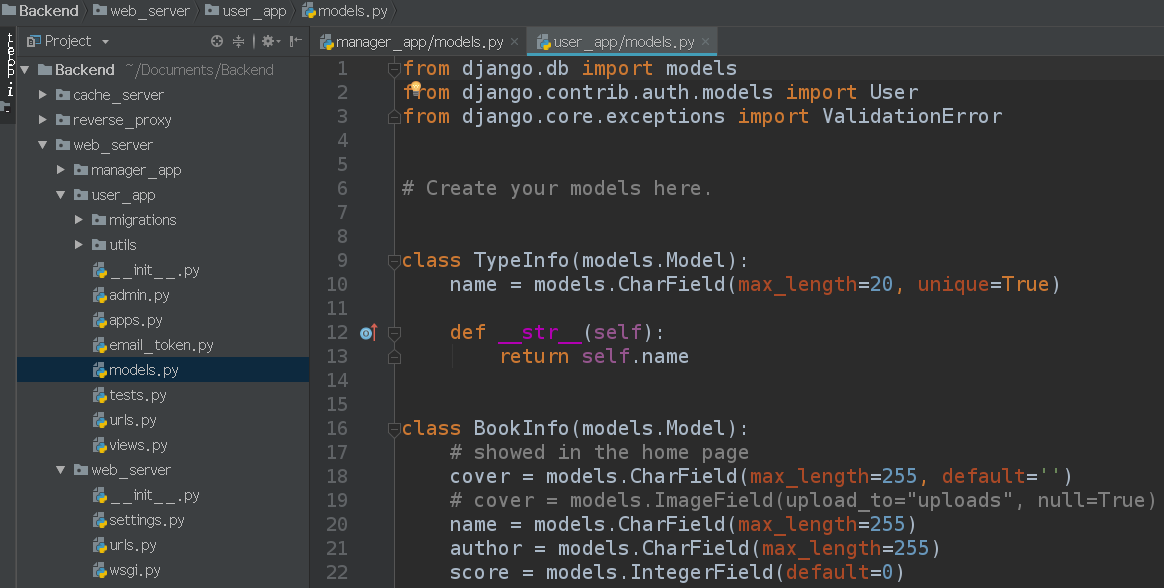 Backend web_server user_app models.py
Project
manager_app/models.py user_app/models.py
Backend ~/Documents/Backend
cache_server
reverse_proxy
web_server
manager_app
user_app
migrations
utils
__init__.py
admin.py
apps.py
email_token.py
models.py
tests.py
urls.py
views.py
web_server
__init__.py
settings.py
urls.py
wsgi.py
1 from django.db import models
2 from django.contrib.auth.models import User
3 from django.core.exceptions import ValidationError
4
5
6 # Create your models here.
7
8
9 class TypeInfo(models.Model):
10 name = models.CharField(max_length=20, unique=True)
11
12 def __str__(self):
13 return self.name
14
15
16 class BookInfo(models.Model):
17 # showed in the home page
18 cover = models.CharField(max_length=255, default='')
19 # cover = models.ImageField(upload_to="uploads", null=True)
20 name = models.CharField(max_length=255)
21 author = models.CharField(max_length=255)
22 score = models.IntegerField(default=0)